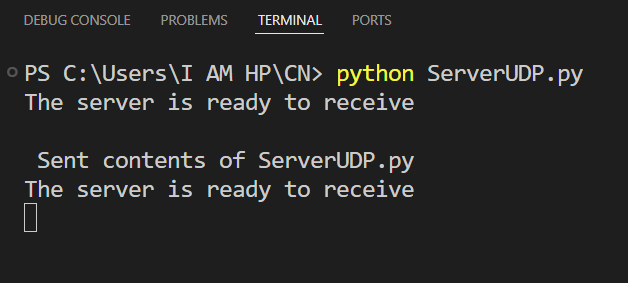 DEBUG CONSOLE PROBLEMS TERMINAL PORTS
PS C:\Users\I AM HP\CN> python ServerUDP.py
The server is ready to receive
Sent contents of ServerUDP.py
The server is ready to receive